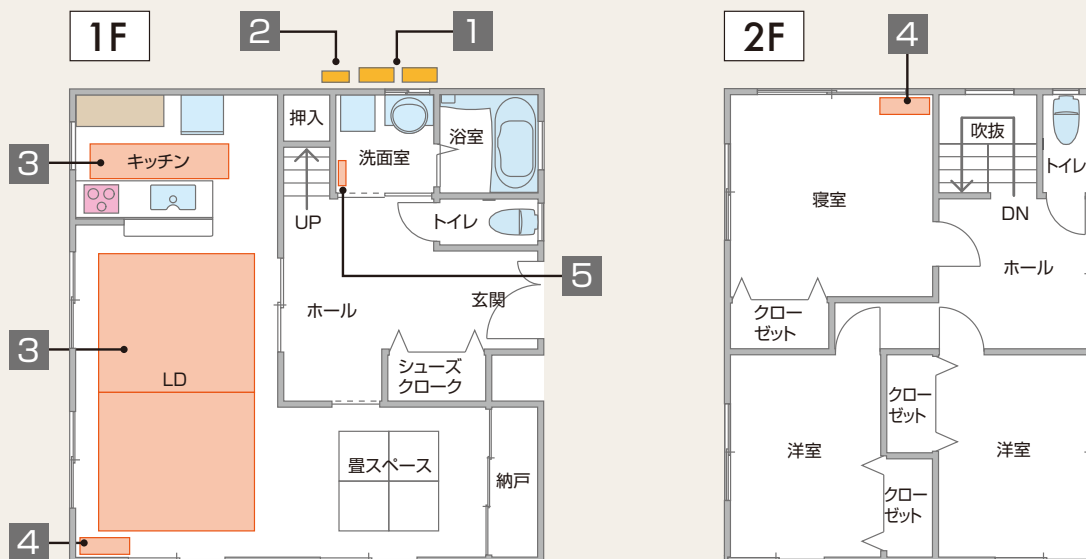 1F
2
1
押入
洗面室
浴室
3
キッチン
UP
トイレ
5
ホール
玄関
3
LD
シューズ
クローク
畳スペース
納戸
4
2F
4
吹抜
トイレ
寝室
DN
ホール
クロー
ゼット
クロー
ゼット
洋室
洋室
クロー
ゼット